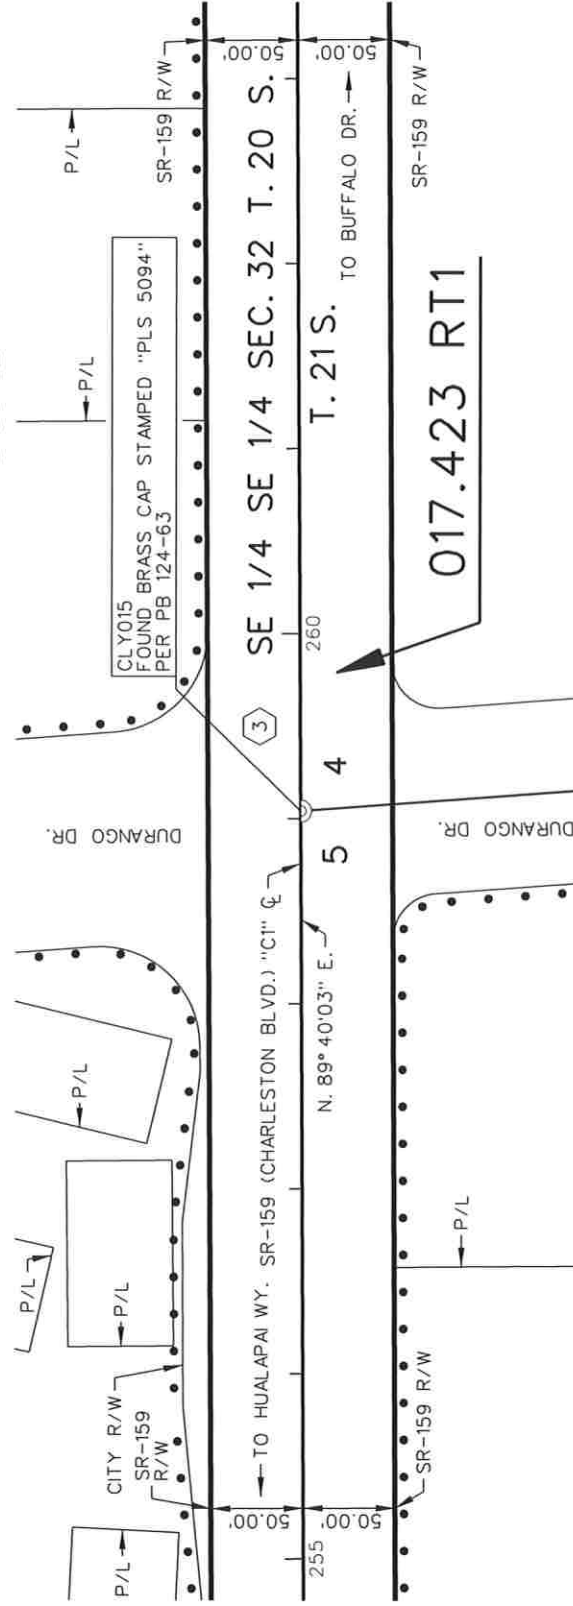 P/L
P/L
P/L
P/L
P/L
P/L
CITY R/W
SR-159
R/W
DURANGO DR.
CLY015
FOUND BRASS CAP STAMPED "PLS 5094"
PER PB 124-63
SR-159 R/W
50.00'
50.00'
TO HUALAPAI WY.
SR-159 (CHARLESTON BLVD.) "C1" ℄
3
SE 1/4 SE 1/4 SEC. 32 T. 20 S.
255
260
N. 89°40'03" E.
5
4
T. 21 S.
TO BUFFALO DR.
50.00'
50.00'
SR-159 R/W
P/L
DURANGO DR.
017.423 RT1
SR-159 R/W